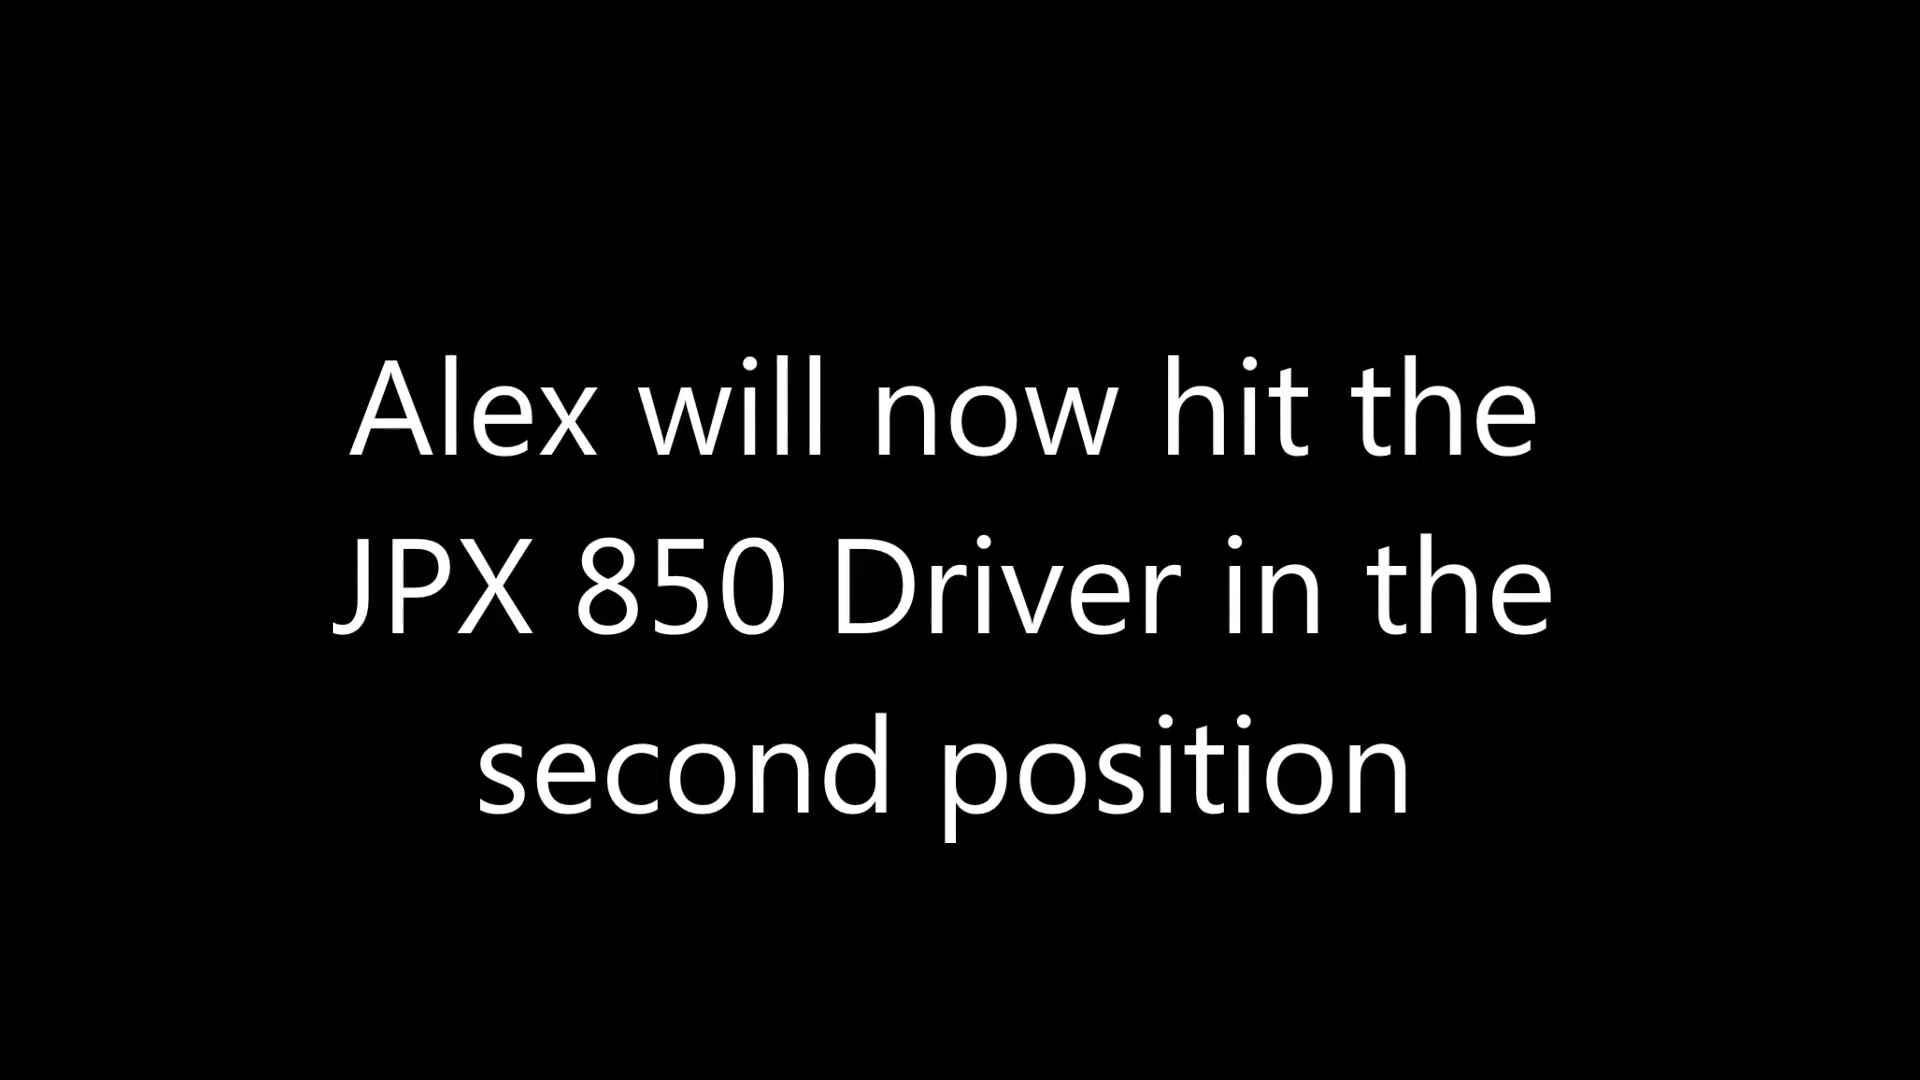 Alex will now hit the
JPX 850 Driver in the
second position